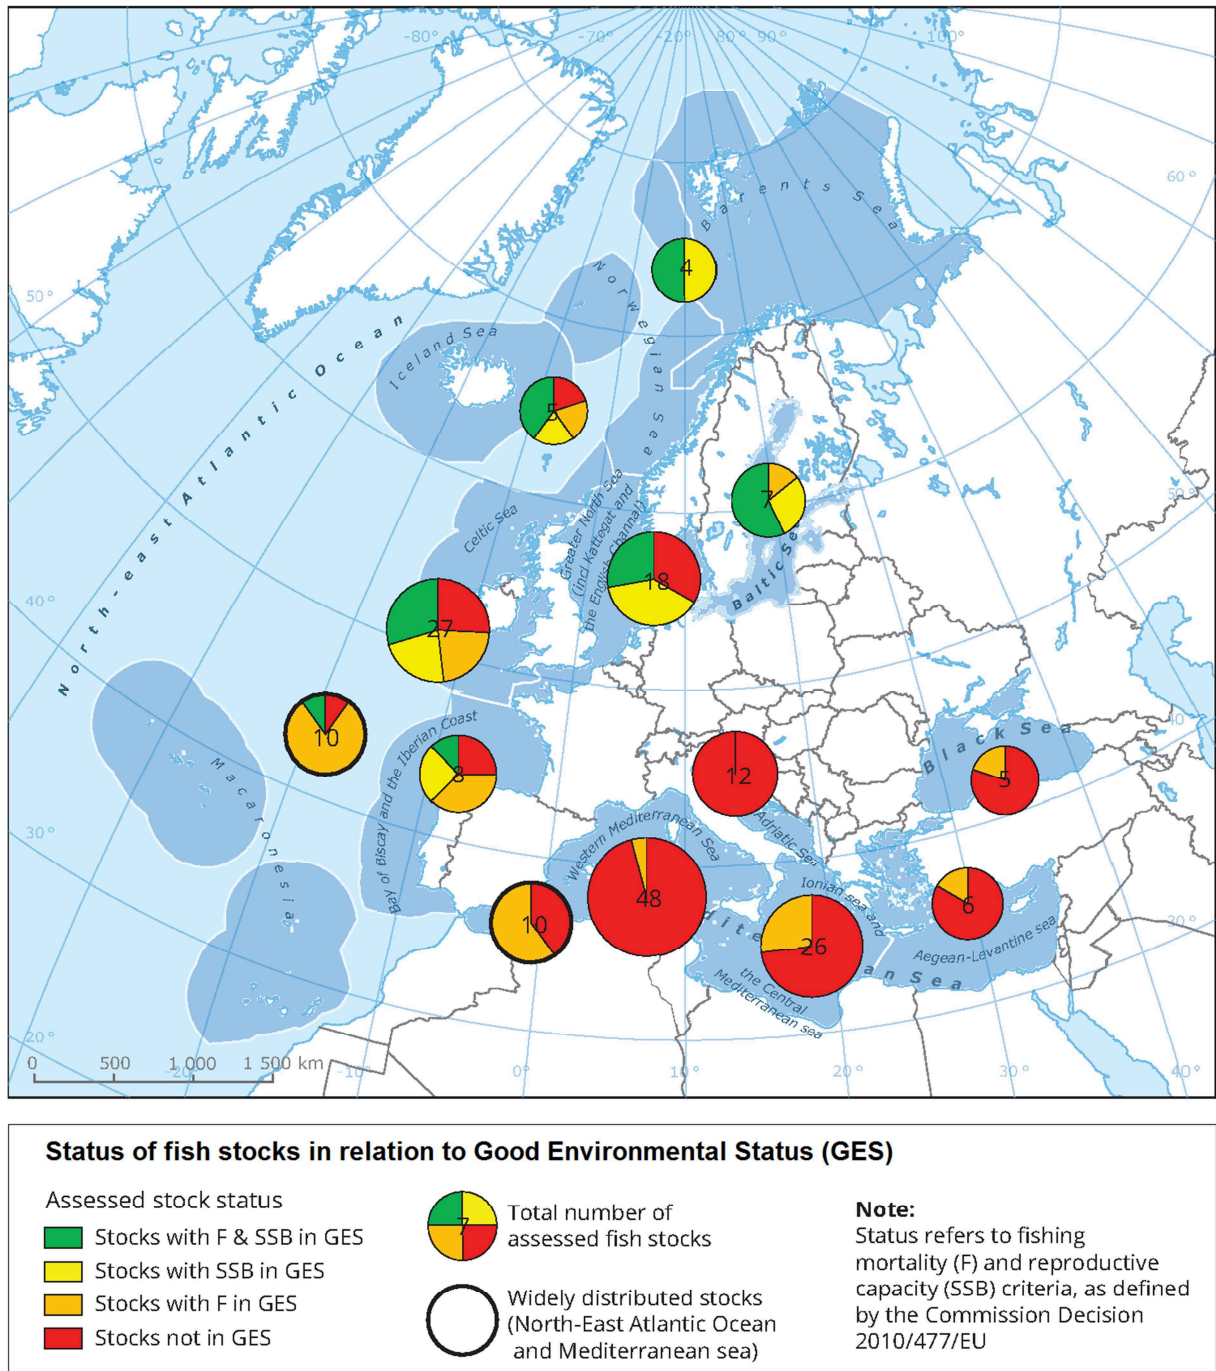 -80°
-70°
-20°
80°
90°
100°
60°
50°
50°
40°
40°
30°
30°
20°
-20°
-10°
0°
10°
20°
30°
40°
Barents Sea
4
Norwegian Sea
Iceland Sea
5
North-east Atlantic Ocean
Celtic Sea
Greater North Sea
(incl Kattegat and
the English Channal)
7
Baltic Sea
18
27
10
Macaronesia
Bay of Biscay and the Iberian Coast
8
12
Black Sea
5
Adriatic Sea
Western Mediterranean Sea
48
10
Ionian sea and
the Central
Mediterranean sea
26
6
Aegean-Levantine sea
dite
an Sea
0 500 1 000 1 500 km
Status of fish stocks in relation to Good Environmental Status (GES)
Assessed stock status
Stocks with F & SSB in GES
Stocks with SSB in GES
Stocks with F in GES
Stocks not in GES
7
Total number of
assessed fish stocks
Widely distributed stocks
(North-East Atlantic Ocean
and Mediterranean sea)
Note:
Status refers to fishing
mortality (F) and reproductive
capacity (SSB) criteria, as defined
by the Commission Decision
2010/477/EU